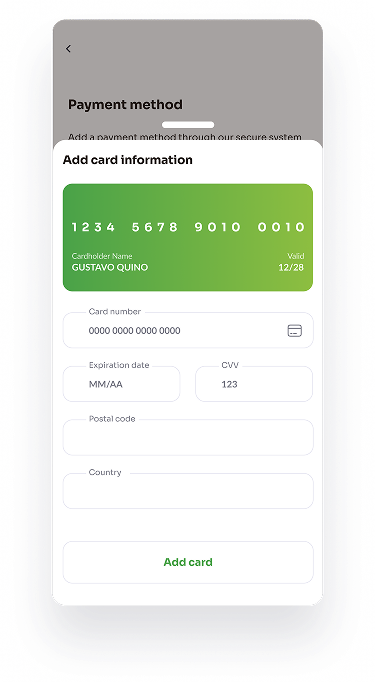 Payment method
Add a payment method through our secure system
Add card information
1234 5678 9010 0010
Cardholder Name
Valid
GUSTAVO QUINO
12/28
Card number
0000 0000 0000 0000
Expiration date
CVV
MM/AA
123
Postal code
Country
Add card